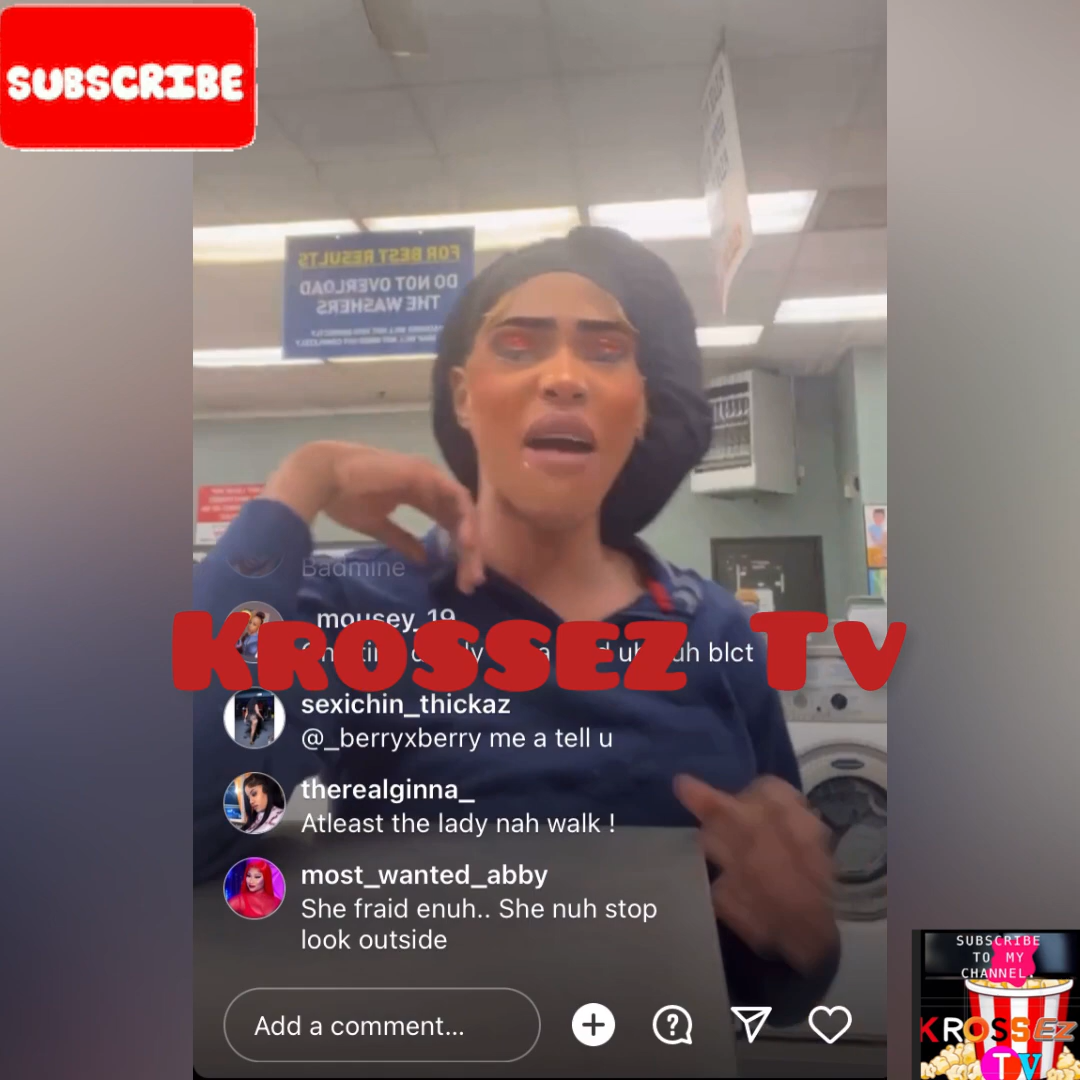 SUBSCRIBE
FOR BEST RESULTS
DO NOT OVERLOAD
THE WASHERS
Badmine
_mousey_19
blct
KROSSEZ TV
sexichin_thickaz
@_berryxberry me a tell u
therealginna_
Atleast the lady nah walk !
most_wanted_abby
She fraid enuh.. She nuh stop
look outside
Add a comment...
SUBSCRIBE
TO MY
CHANNEL.
KROSSEZ
TV